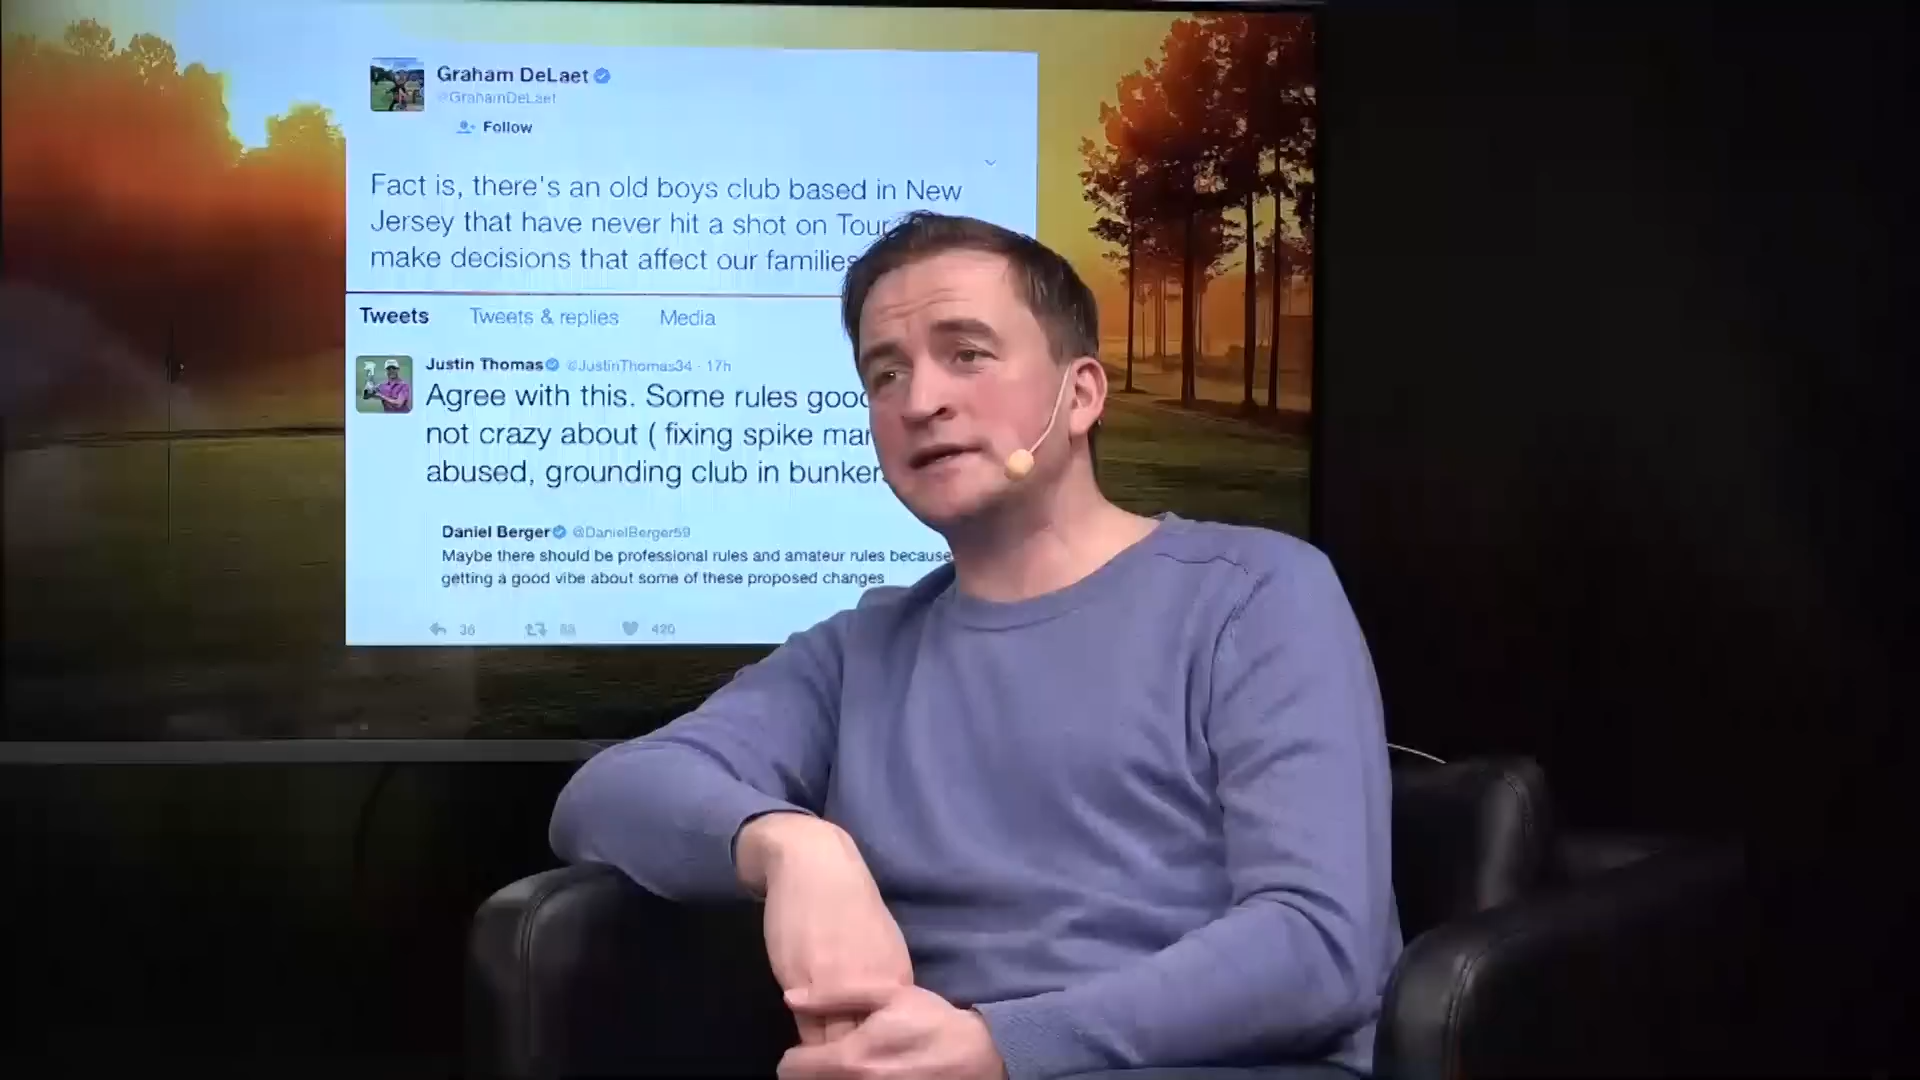 Graham DeLaet
@GrahamDeLaet
Follow
Fact is, there's an old boys club based in New
Jersey that have never hit a shot on Tour
make decisions that affect our families
Tweets Tweets & replies Media
Justin Thomas @JustinThomas34 · 17h
Agree with this. Some rules good
not crazy about ( fixing spike mar
abused, grounding club in bunker
Daniel Berger @DanielBerger59
Maybe there should be professional rules and amateur rules because
getting a good vibe about some of these proposed changes
36 88 420